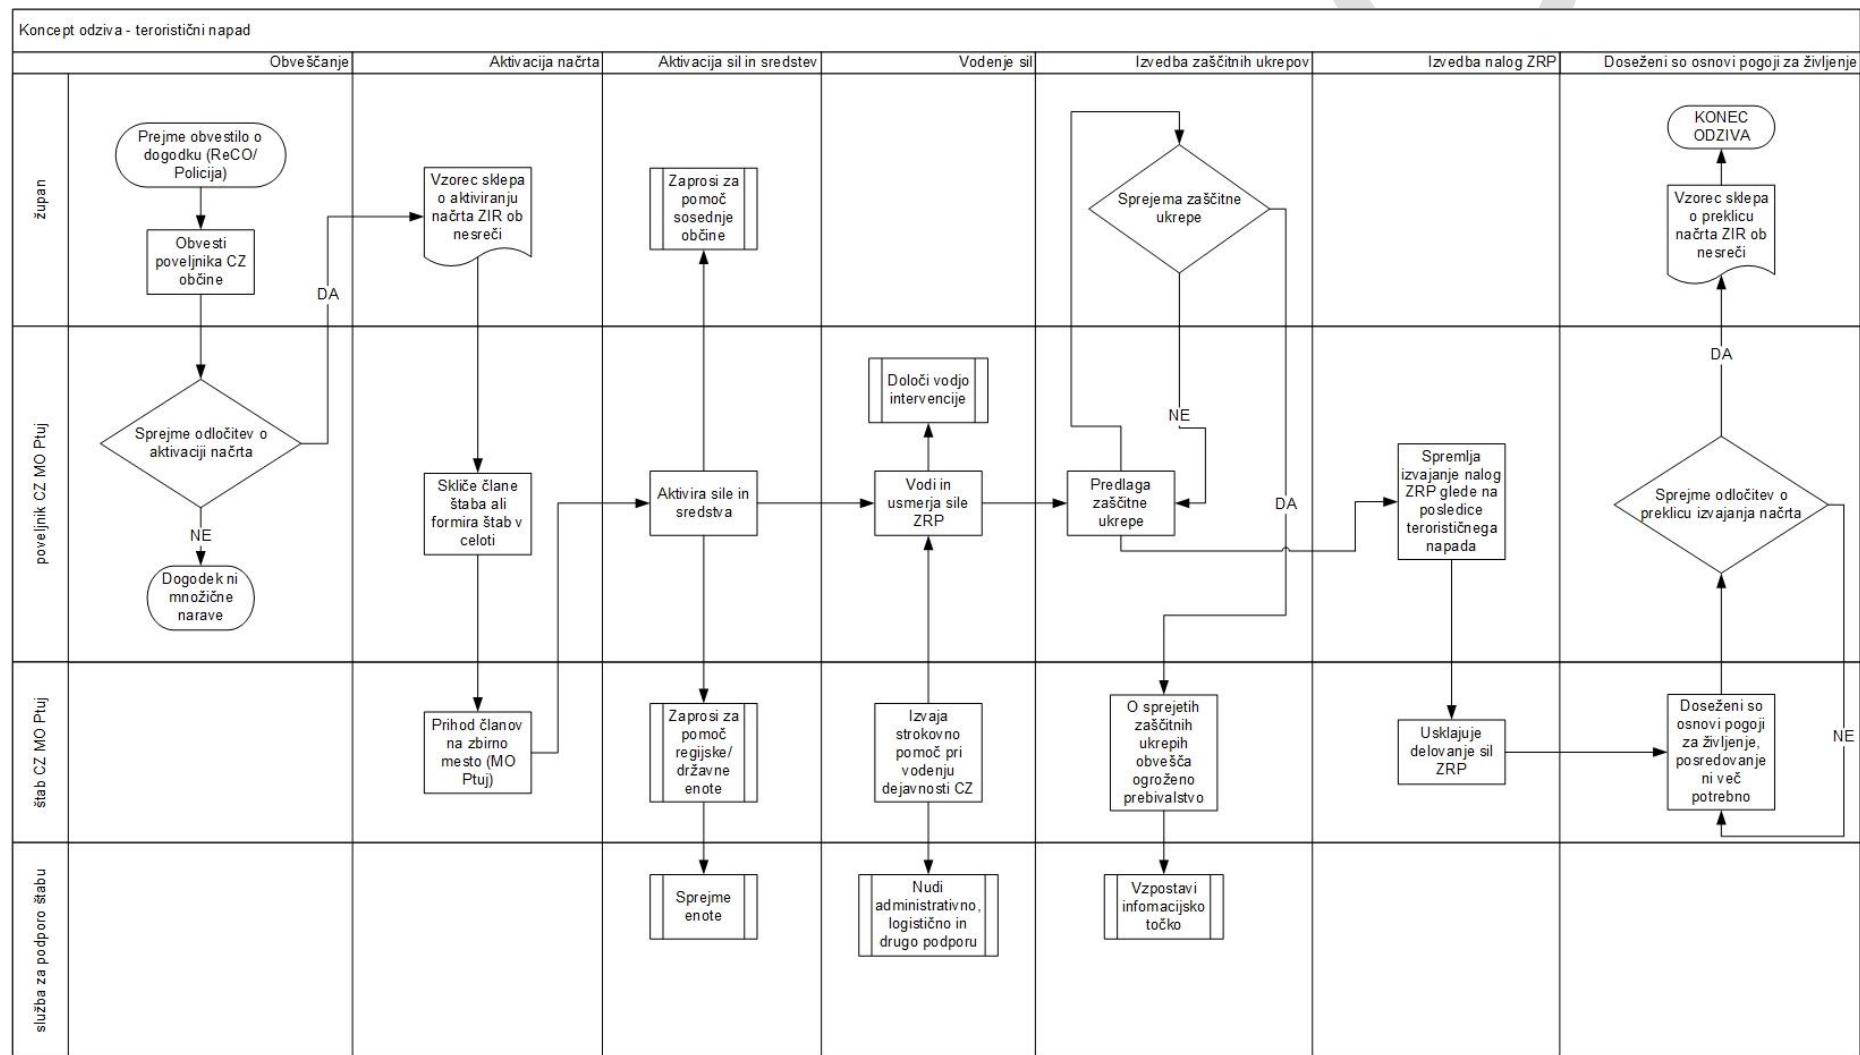 Koncept odziva - teroristični napad
Obveščanje
Aktivacija načrta
Aktivacija sil in sredstev
Vodenje sil
Izvedba zaščitnih ukrepov
Izvedba nalog ZRP
Doseženi so osnovi pogoji za življenje
župan
Prejme obvestilo o
dogodku (ReCO/
Policija)
Obvesti
poveljnika CZ
občine
DA
Vzorec sklepa
o aktiviranju
načrta ZIR ob
nesreči
Zaprosi za
pomoč
sosednje
občine
Sprejema zaščitne
ukrepe
KONEC
ODZIVA
Vzorec sklepa
o preklicu
načrta ZIR ob
nesreči
poveljnik CZ MO Ptuj
Sprejme odločitev o
aktivaciji načrta
NE
Dogodek ni
množične
narave
Skliče člane
štaba ali
formira štab v
celoti
Aktivira sile in
sredstva
Določi vodjo
intervencije
Vodi in
usmerja sile
ZRP
NE
Predlaga
zaščitne
ukrepe
DA
Spremlja
izvajanje nalog
ZRP glede na
posledice
terorističnega
napada
DA
Sprejme odločitev o
preklicu izvajanja načrta
štab CZ MO Ptuj
Prihod članov
na zbirno
mesto (MO
Ptuj)
Zaprosi za
pomoč
regijske/
državne
enote
Izvaja
strokovno
pomoč pri
vodenju
dejavnosti CZ
O sprejetih
zaščitnih
ukrepih
obvešča
ogroženo
prebivalstvo
Usklajuje
delovanje sil
ZRP
Doseženi so
osnovi pogoji
za življenje,
posredovanje
ni več
potrebno
NE
služba za podporo štabu
Sprejme
enote
Nudi
administrativno,
logistično in
drugo podporu
Vzpostavi
infomacijsko
točko